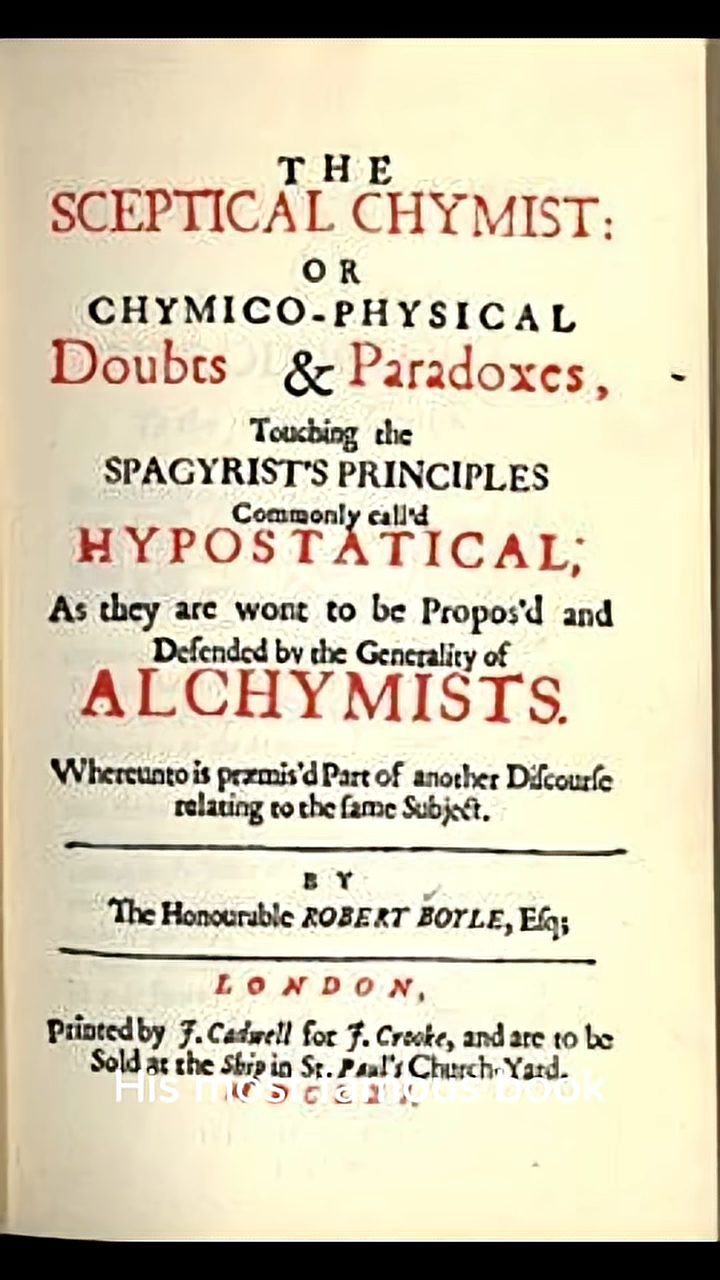 THE
SCEPTICAL CHYMIST:
OR
CHYMICO-PHYSICAL
Doubts & Paradoxes,
Touching the
SPAGYRIST'S PRINCIPLES
Commonly call'd
HYPOSTATICAL;
As they are wont to be Propos'd and
Defended by the Generality of
ALCHYMISTS.
Whereunto is præmis'd Part of another Diſcourſe
relating to the ſame Subject.
BY
The Honourable ROBERT BOYLE, Eſq;
LONDON,
Printed by J. Cadwell for J. Crooke, and are to be
Sold at the Ship in St. Paul's Church-Yard.
His most famous book